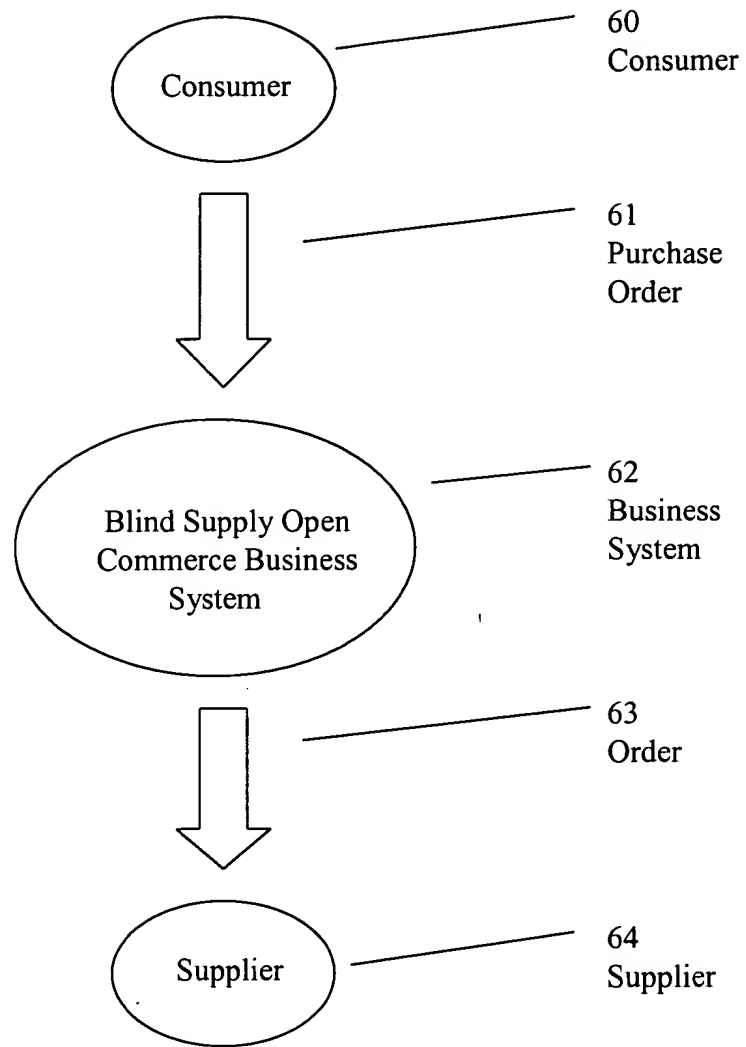 60
Consumer
Consumer
61
Purchase
Order
62
Business
System
Blind Supply Open
Commerce Business
System
63
Order
64
Supplier
Supplier